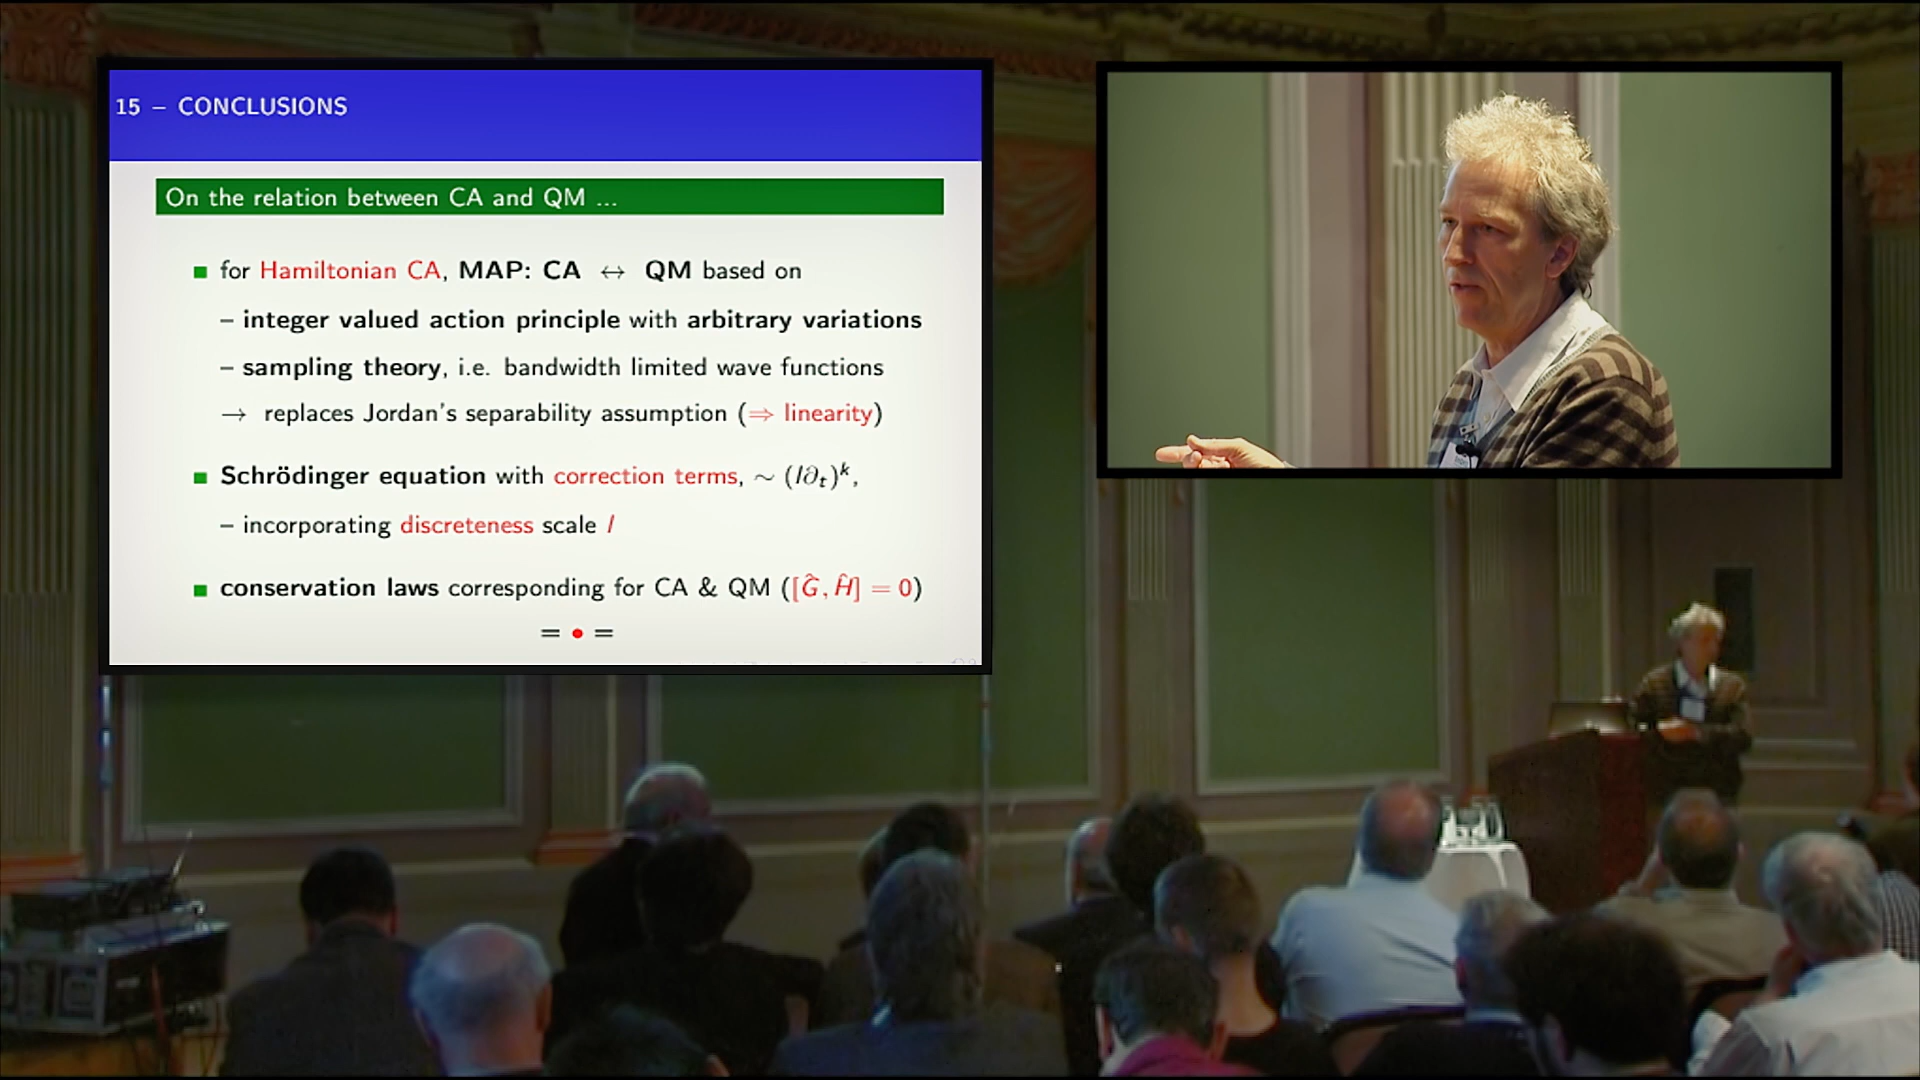 15 – CONCLUSIONS
On the relation between CA and QM ...
for Hamiltonian CA, MAP: CA ↔ QM based on
– integer valued action principle with arbitrary variations
– sampling theory, i.e. bandwidth limited wave functions
→ replaces Jordan's separability assumption (⇒ linearity)
Schrödinger equation with correction terms, ∼ (l∂ₜ)ᵏ,
– incorporating discreteness scale l
conservation laws corresponding for CA & QM ([Ĝ, Ĥ] = 0)
= • =